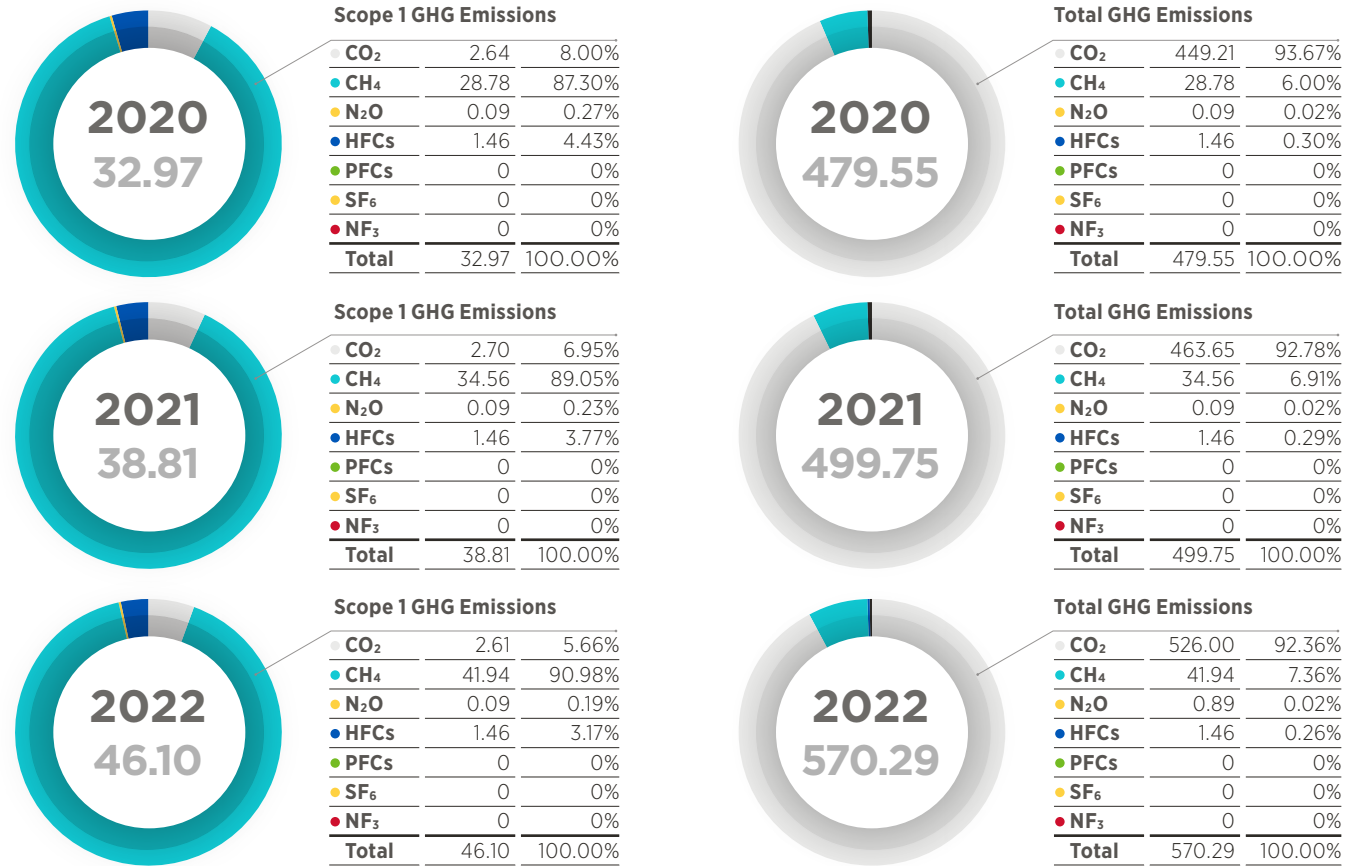 Scope 1 GHG Emissions
2020
32.97
CO₂ 2.64 8.00%
CH₄ 28.78 87.30%
N₂O 0.09 0.27%
HFCs 1.46 4.43%
PFCs 0 0%
SF₆ 0 0%
NF₃ 0 0%
Total 32.97 100.00%
Total GHG Emissions
2020
479.55
CO₂ 449.21 93.67%
CH₄ 28.78 6.00%
N₂O 0.09 0.02%
HFCs 1.46 0.30%
PFCs 0 0%
SF₆ 0 0%
NF₃ 0 0%
Total 479.55 100.00%
Scope 1 GHG Emissions
2021
38.81
CO₂ 2.70 6.95%
CH₄ 34.56 89.05%
N₂O 0.09 0.23%
HFCs 1.46 3.77%
PFCs 0 0%
SF₆ 0 0%
NF₃ 0 0%
Total 38.81 100.00%
Total GHG Emissions
2021
499.75
CO₂ 463.65 92.78%
CH₄ 34.56 6.91%
N₂O 0.09 0.02%
HFCs 1.46 0.29%
PFCs 0 0%
SF₆ 0 0%
NF₃ 0 0%
Total 499.75 100.00%
Scope 1 GHG Emissions
2022
46.10
CO₂ 2.61 5.66%
CH₄ 41.94 90.98%
N₂O 0.09 0.19%
HFCs 1.46 3.17%
PFCs 0 0%
SF₆ 0 0%
NF₃ 0 0%
Total 46.10 100.00%
Total GHG Emissions
2022
570.29
CO₂ 526.00 92.36%
CH₄ 41.94 7.36%
N₂O 0.89 0.02%
HFCs 1.46 0.26%
PFCs 0 0%
SF₆ 0 0%
NF₃ 0 0%
Total 570.29 100.00%